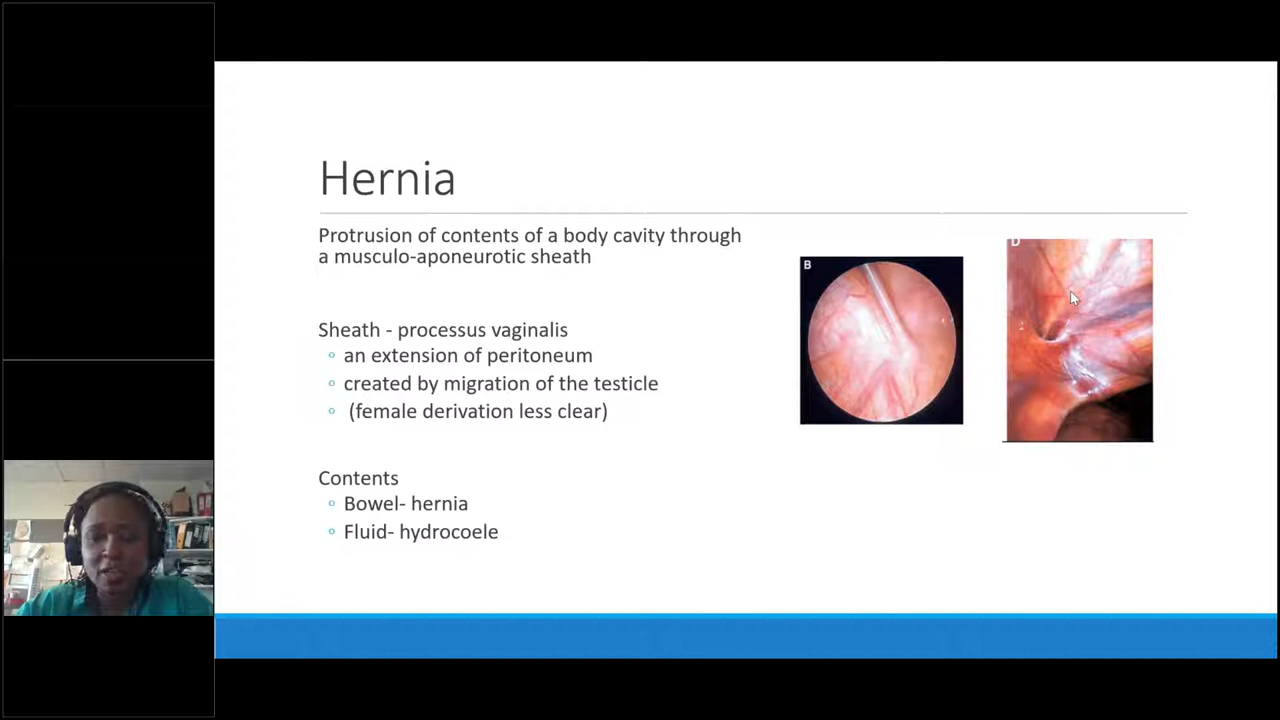 Hernia
Protrusion of contents of a body cavity through
a musculo-aponeurotic sheath
Sheath - processus vaginalis
an extension of peritoneum
created by migration of the testicle
(female derivation less clear)
Contents
Bowel- hernia
Fluid- hydrocoele
B
D